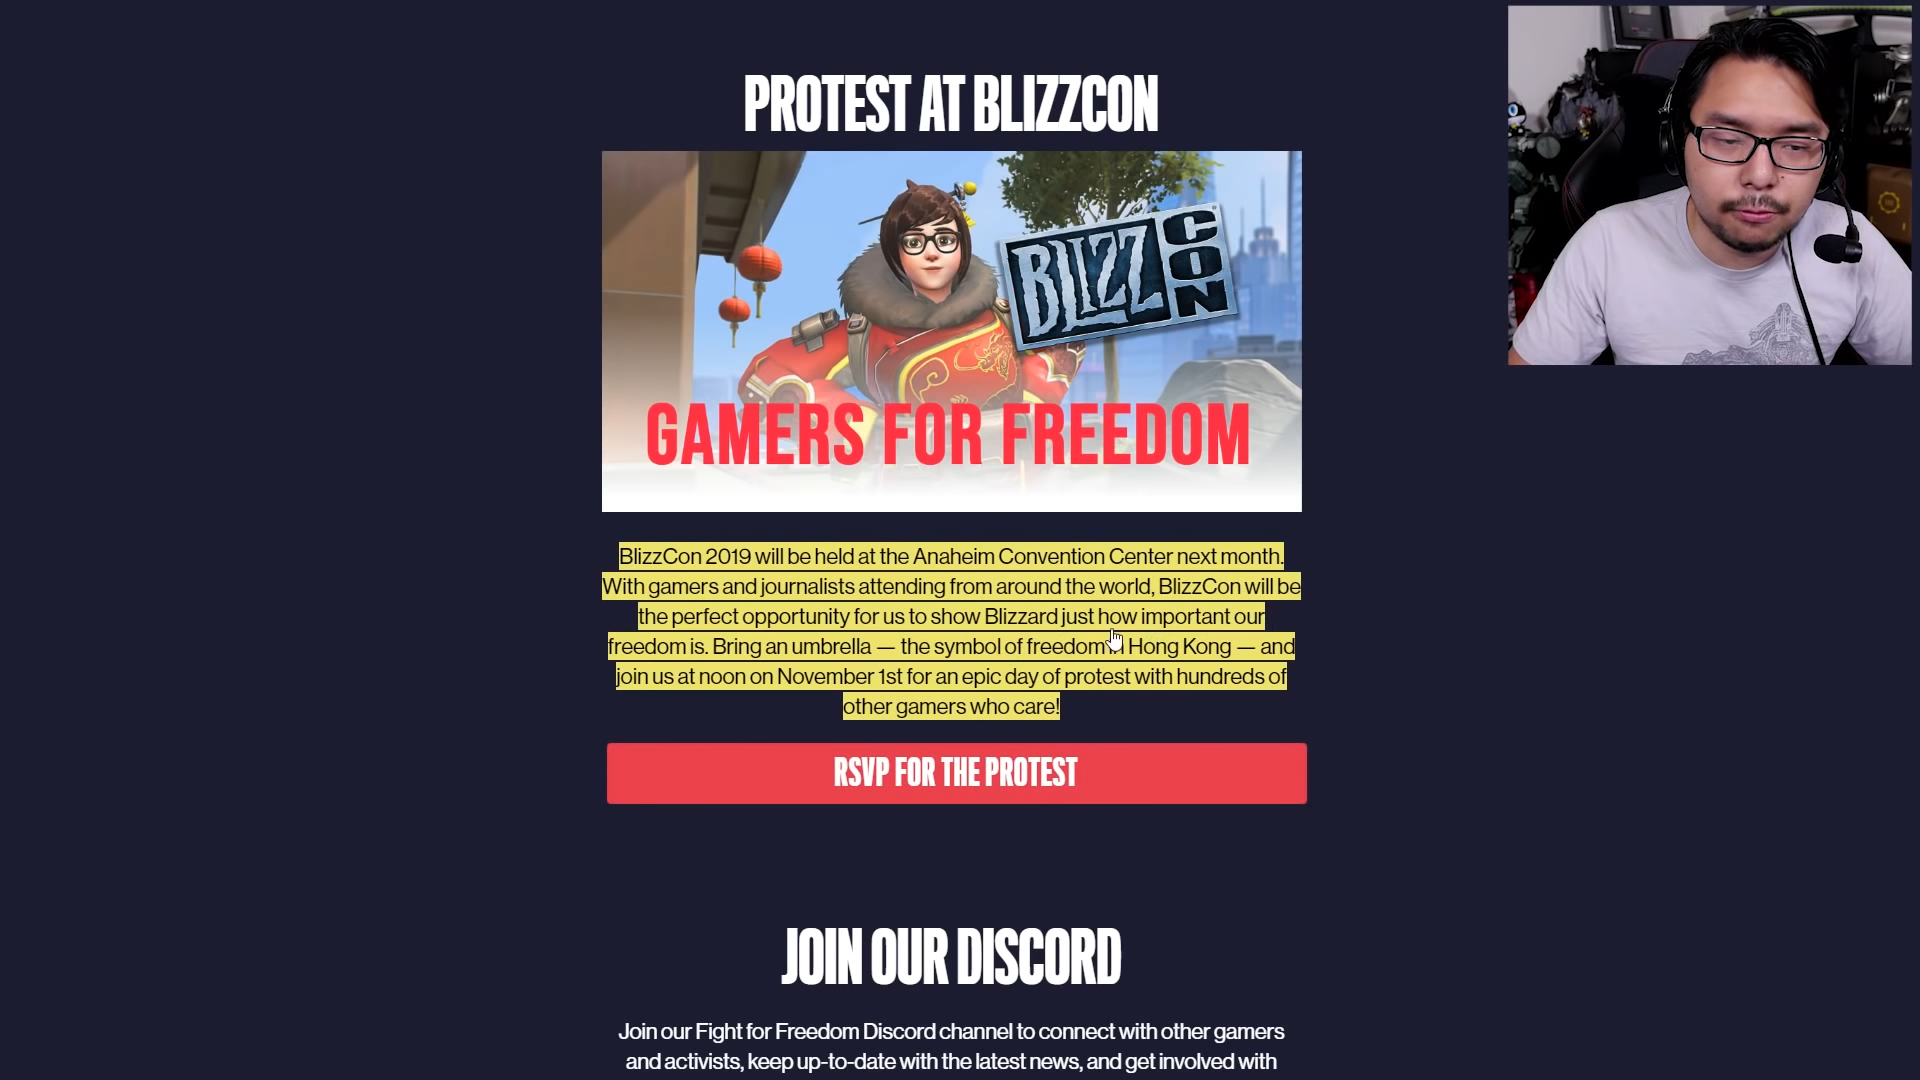 PROTEST AT BLIZZCON
BLIZZ
CON
GAMERS FOR FREEDOM
BlizzCon 2019 will be held at the Anaheim Convention Center next month.
With gamers and journalists attending from around the world, BlizzCon will be
the perfect opportunity for us to show Blizzard just how important our
freedom is. Bring an umbrella — the symbol of freedom in Hong Kong — and
join us at noon on November 1st for an epic day of protest with hundreds of
other gamers who care!
RSVP FOR THE PROTEST
JOIN OUR DISCORD
Join our Fight for Freedom Discord channel to connect with other gamers
and activists, keep up-to-date with the latest news, and get involved with